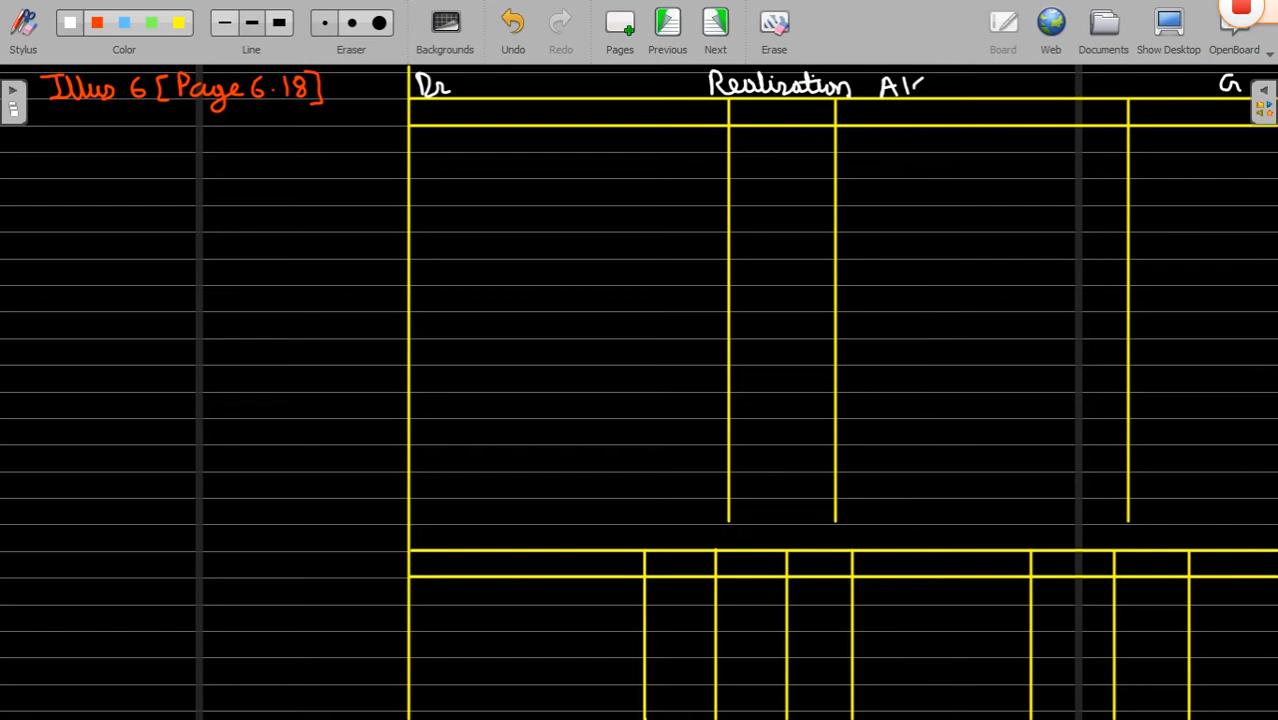 Stylus
Color
Line
Eraser
Backgrounds
Undo
Redo
Pages
Previous
Next
Erase
Board
Web
Documents
Show Desktop
OpenBoard
Illus 6 [Page 6.18]
Dr Realization A/c Cr